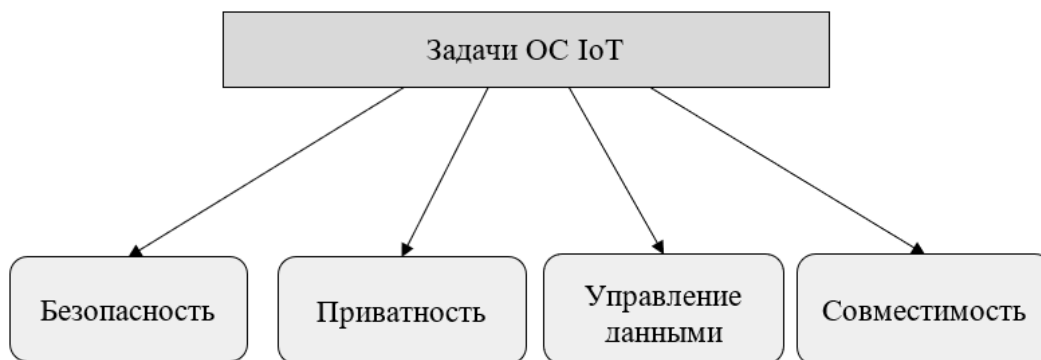 Задачи ОС IoT
Безопасность
Приватность
Управление
данными
Совместимость